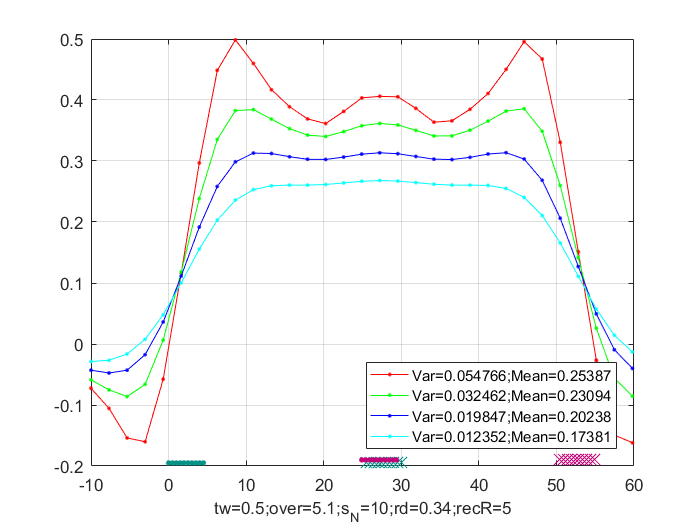 0.5
0.4
0.3
0.2
0.1
0
-0.1
-0.2
Var=0.054766;Mean=0.25387
Var=0.032462;Mean=0.23094
Var=0.019847;Mean=0.20238
Var=0.012352;Mean=0.17381
-10 0 10 20 30 40 50 60
tw=0.5;over=5.1;s_N=10;rd=0.34;recR=5